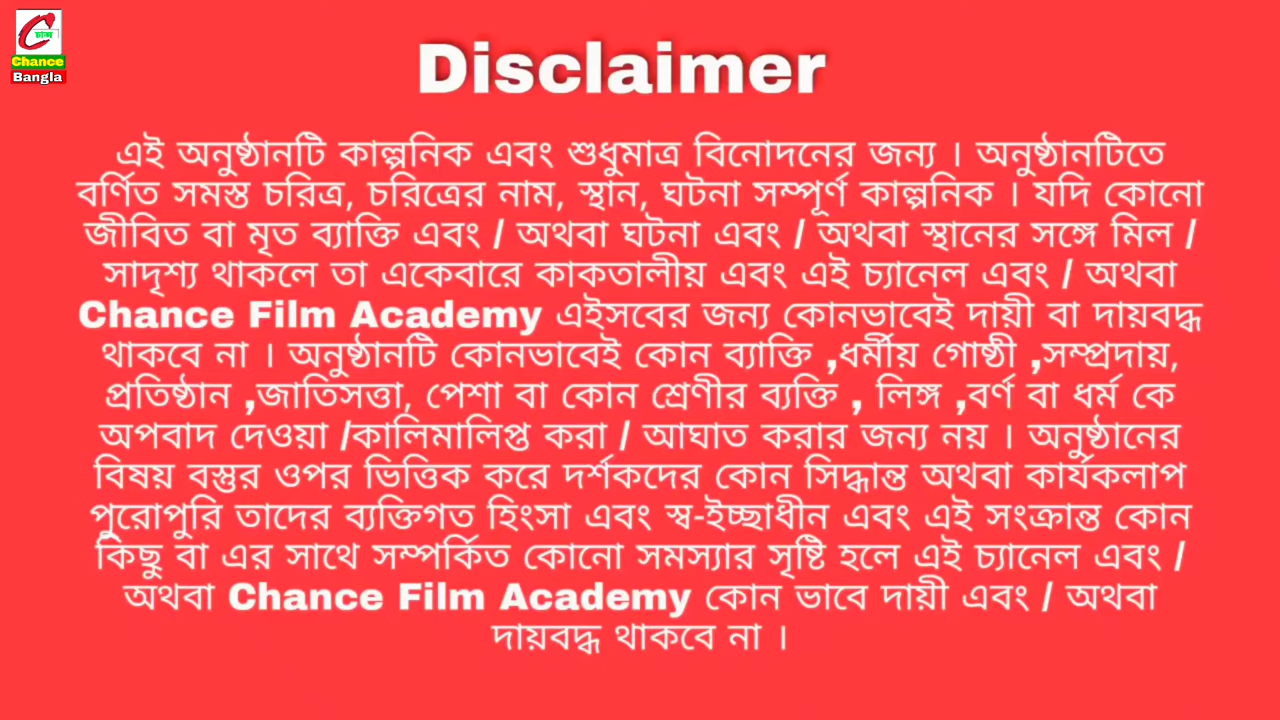 চান্স
Chance
Bangla
Disclaimer
এই অনুষ্ঠানটি কাল্পনিক এবং শুধুমাত্র বিনোদনের জন্য । অনুষ্ঠানটিতে
বর্ণিত সমস্ত চরিত্র, চরিত্রের নাম, স্থান, ঘটনা সম্পূর্ণ কাল্পনিক । যদি কোনো
জীবিত বা মৃত ব্যাক্তি এবং / অথবা ঘটনা এবং / অথবা স্থানের সঙ্গে মিল /
সাদৃশ্য থাকলে তা একেবারে কাকতালীয় এবং এই চ্যানেল এবং / অথবা
Chance Film Academy এইসবের জন্য কোনভাবেই দায়ী বা দায়বদ্ধ
থাকবে না । অনুষ্ঠানটি কোনভাবেই কোন ব্যাক্তি ,ধর্মীয় গোষ্ঠী ,সম্প্রদায়,
প্রতিষ্ঠান ,জাতিসত্তা, পেশা বা কোন শ্রেণীর ব্যক্তি , লিঙ্গ ,বর্ণ বা ধর্ম কে
অপবাদ দেওয়া /কালিমালিপ্ত করা / আঘাত করার জন্য নয় । অনুষ্ঠানের
বিষয় বস্তুর ওপর ভিত্তিক করে দর্শকদের কোন সিদ্ধান্ত অথবা কার্যকলাপ
পুরোপুরি তাদের ব্যক্তিগত হিংসা এবং স্ব-ইচ্ছাধীন এবং এই সংক্রান্ত কোন
কিছু বা এর সাথে সম্পর্কিত কোনো সমস্যার সৃষ্টি হলে এই চ্যানেল এবং /
অথবা Chance Film Academy কোন ভাবে দায়ী এবং / অথবা
দায়বদ্ধ থাকবে না ।